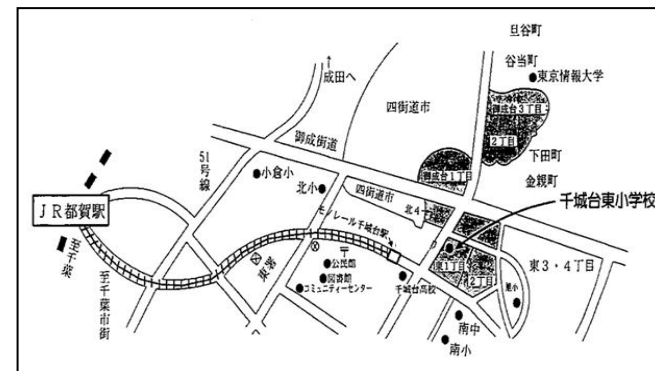 旦谷町
谷当町
東京情報大学
成田へ
四街道市
御成台3丁目
2丁目
御成街道
51号線
下田町
小倉小
御成台1丁目
金親町
北小
四街道市
JR都賀駅
北4
千城台東小学校
モノレール千城台駅
至千葉
東署
公民館
図書館
コミュニティーセンター
東1丁目
2丁目
東3・4丁目
千城台高校
至千葉市街
南中
南小